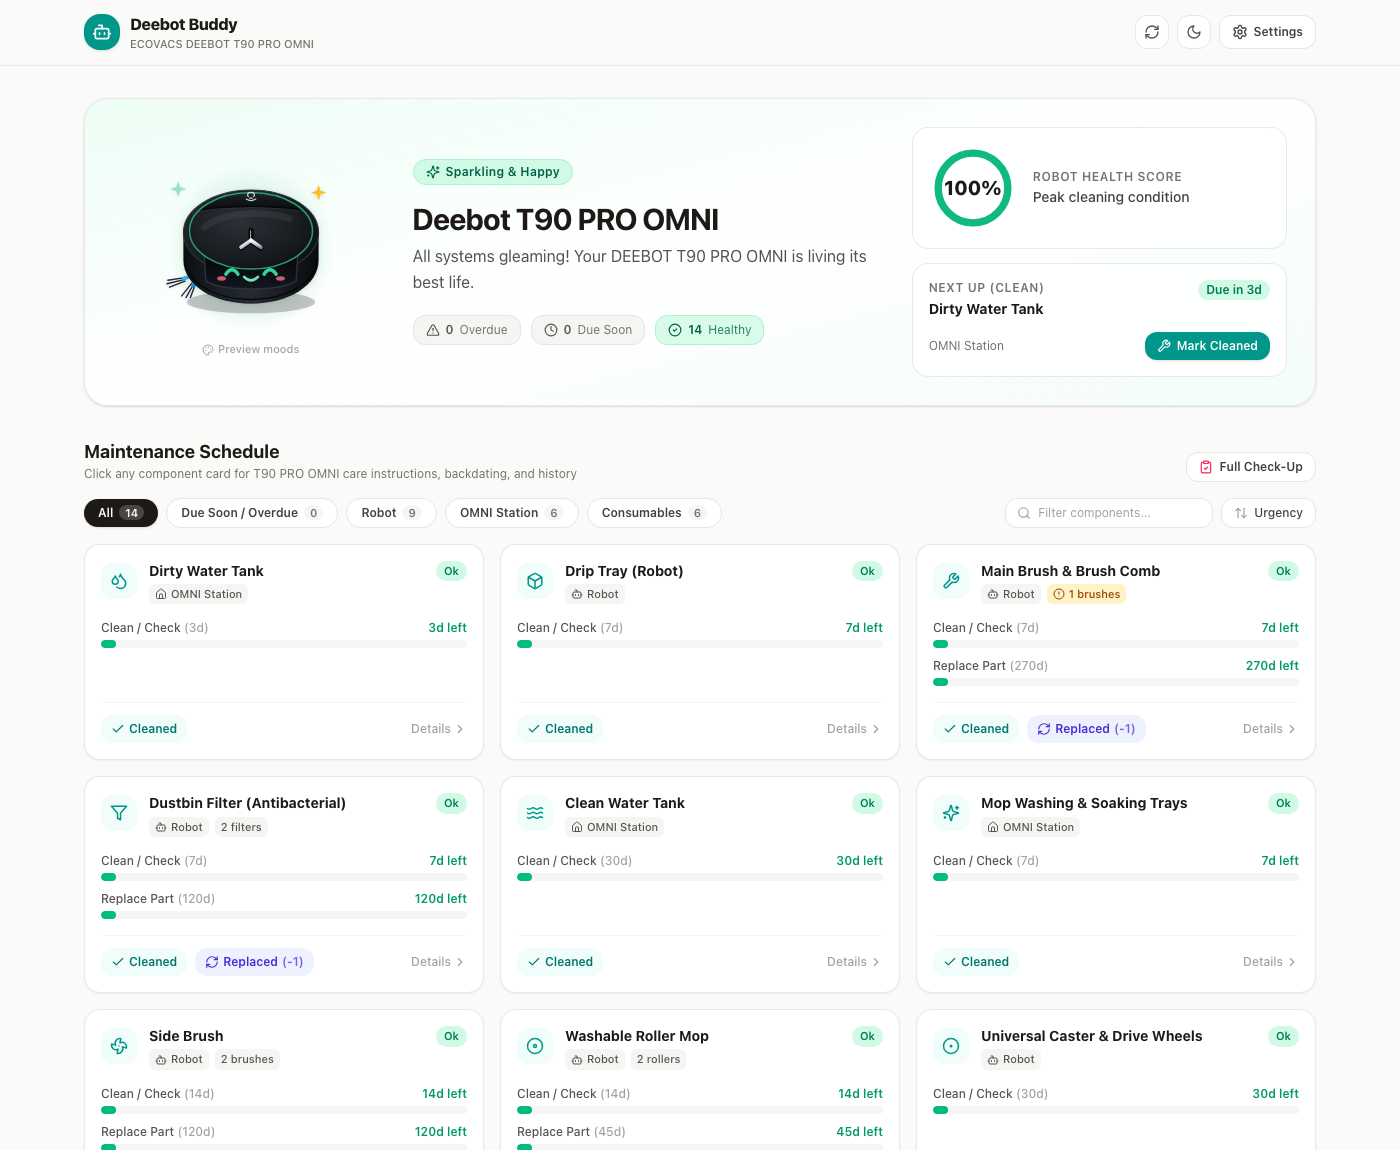 Deebot Buddy
ECOVACS DEEBOT T90 PRO OMNI
Settings
Sparkling & Happy
Deebot T90 PRO OMNI
All systems gleaming! Your DEEBOT T90 PRO OMNI is living its
best life.
0 Overdue
0 Due Soon
14 Healthy
Preview moods
100%
ROBOT HEALTH SCORE
Peak cleaning condition
NEXT UP (CLEAN)
Due in 3d
Dirty Water Tank
OMNI Station
Mark Cleaned
Maintenance Schedule
Click any component card for T90 PRO OMNI care instructions, backdating, and history
Full Check-Up
All 14
Due Soon / Overdue 0
Robot 9
OMNI Station 6
Consumables 6
Filter components...
Urgency
Dirty Water Tank
Ok
OMNI Station
Clean / Check (3d)
3d left
Cleaned
Details
Drip Tray (Robot)
Ok
Robot
Clean / Check (7d)
7d left
Cleaned
Details
Main Brush & Brush Comb
Ok
Robot
1 brushes
Clean / Check (7d)
7d left
Replace Part (270d)
270d left
Cleaned
Replaced (-1)
Details
Dustbin Filter (Antibacterial)
Ok
Robot
2 filters
Clean / Check (7d)
7d left
Replace Part (120d)
120d left
Cleaned
Replaced (-1)
Details
Clean Water Tank
Ok
OMNI Station
Clean / Check (30d)
30d left
Cleaned
Details
Mop Washing & Soaking Trays
Ok
OMNI Station
Clean / Check (7d)
7d left
Cleaned
Details
Side Brush
Ok
Robot
2 brushes
Clean / Check (14d)
14d left
Replace Part (120d)
120d left
Washable Roller Mop
Ok
Robot
2 rollers
Clean / Check (14d)
14d left
Replace Part (45d)
45d left
Universal Caster & Drive Wheels
Ok
Robot
Clean / Check (30d)
30d left